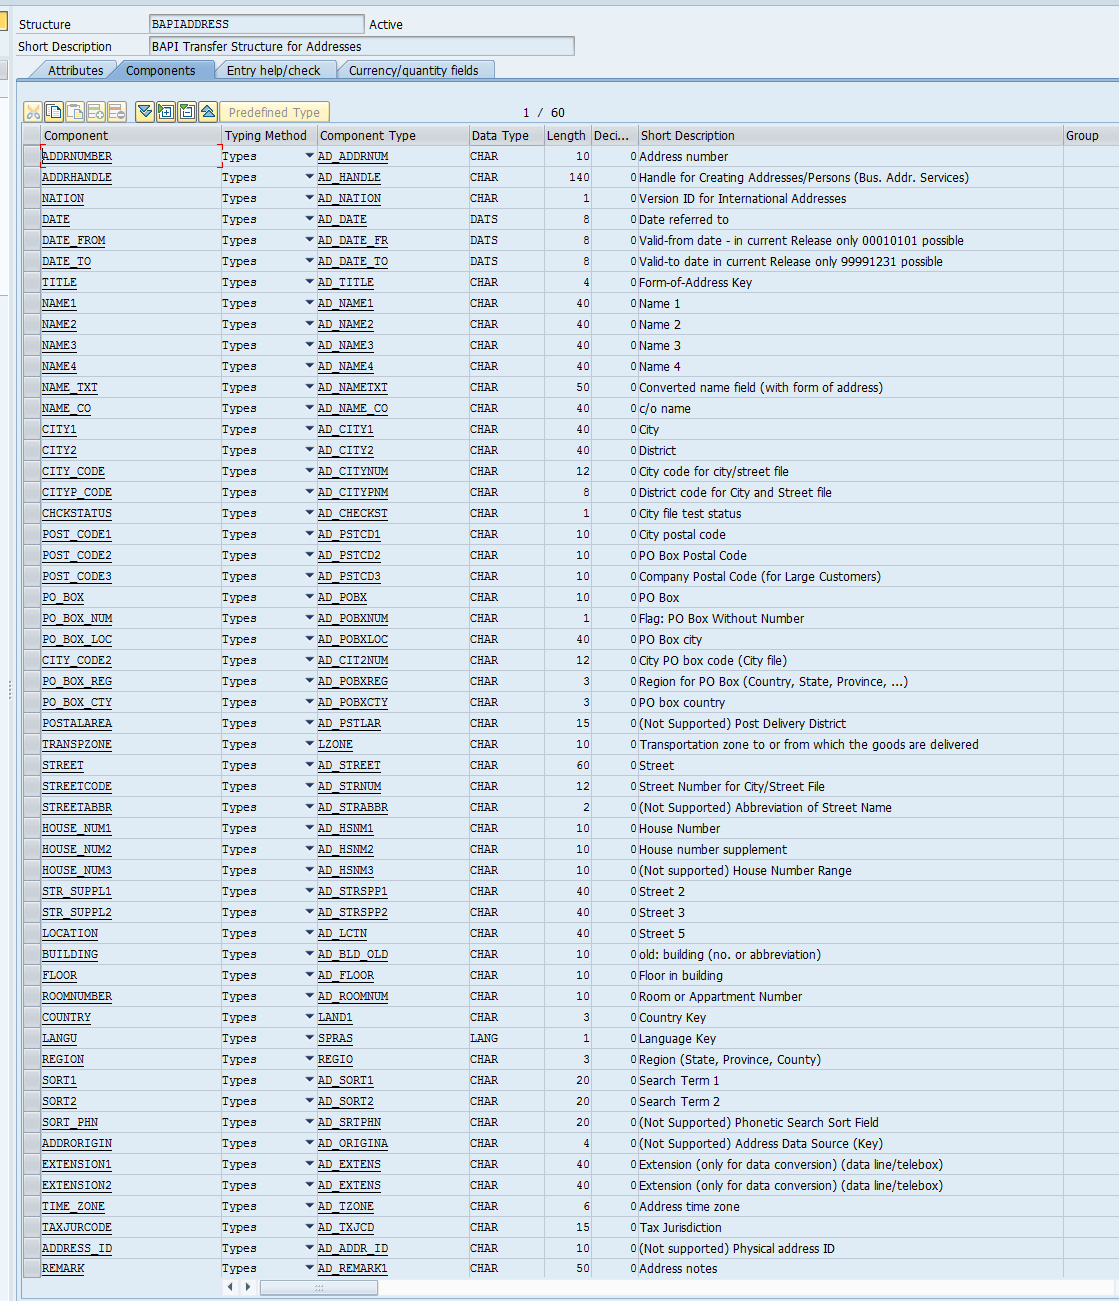 Structure BAPIADDRESS Active
Short Description BAPI Transfer Structure for Addresses
Attributes Components Entry help/check Currency/quantity fields
Predefined Type 1 / 60
Component Typing Method Component Type Data Type Length Deci... Short Description Group
ADDRNUMBER Types AD_ADDRNUM CHAR 10 0 Address number
ADDRHANDLE Types AD_HANDLE CHAR 140 0 Handle for Creating Addresses/Persons (Bus. Addr. Services)
NATION Types AD_NATION CHAR 1 0 Version ID for International Addresses
DATE Types AD_DATE DATS 8 0 Date referred to
DATE_FROM Types AD_DATE_FR DATS 8 0 Valid-from date - in current Release only 00010101 possible
DATE_TO Types AD_DATE_TO DATS 8 0 Valid-to date in current Release only 99991231 possible
TITLE Types AD_TITLE CHAR 4 0 Form-of-Address Key
NAME1 Types AD_NAME1 CHAR 40 0 Name 1
NAME2 Types AD_NAME2 CHAR 40 0 Name 2
NAME3 Types AD_NAME3 CHAR 40 0 Name 3
NAME4 Types AD_NAME4 CHAR 40 0 Name 4
NAME_TXT Types AD_NAMETXT CHAR 50 0 Converted name field (with form of address)
NAME_CO Types AD_NAME_CO CHAR 40 0 c/o name
CITY1 Types AD_CITY1 CHAR 40 0 City
CITY2 Types AD_CITY2 CHAR 40 0 District
CITY_CODE Types AD_CITYNUM CHAR 12 0 City code for city/street file
CITYP_CODE Types AD_CITYPNM CHAR 8 0 District code for City and Street file
CHCKSTATUS Types AD_CHECKST CHAR 1 0 City file test status
POST_CODE1 Types AD_PSTCD1 CHAR 10 0 City postal code
POST_CODE2 Types AD_PSTCD2 CHAR 10 0 PO Box Postal Code
POST_CODE3 Types AD_PSTCD3 CHAR 10 0 Company Postal Code (for Large Customers)
PO_BOX Types AD_POBX CHAR 10 0 PO Box
PO_BOX_NUM Types AD_POBXNUM CHAR 1 0 Flag: PO Box Without Number
PO_BOX_LOC Types AD_POBXLOC CHAR 40 0 PO Box city
CITY_CODE2 Types AD_CIT2NUM CHAR 12 0 City PO box code (City file)
PO_BOX_REG Types AD_POBXREG CHAR 3 0 Region for PO Box (Country, State, Province, ...)
PO_BOX_CTY Types AD_POBXCTY CHAR 3 0 PO box country
POSTALAREA Types AD_PSTLAR CHAR 15 0 (Not Supported) Post Delivery District
TRANSPZONE Types LZONE CHAR 10 0 Transportation zone to or from which the goods are delivered
STREET Types AD_STREET CHAR 60 0 Street
STREETCODE Types AD_STRNUM CHAR 12 0 Street Number for City/Street File
STREETABBR Types AD_STRABBR CHAR 2 0 (Not Supported) Abbreviation of Street Name
HOUSE_NUM1 Types AD_HSNM1 CHAR 10 0 House Number
HOUSE_NUM2 Types AD_HSNM2 CHAR 10 0 House number supplement
HOUSE_NUM3 Types AD_HSNM3 CHAR 10 0 (Not supported) House Number Range
STR_SUPPL1 Types AD_STRSPP1 CHAR 40 0 Street 2
STR_SUPPL2 Types AD_STRSPP2 CHAR 40 0 Street 3
LOCATION Types AD_LCTN CHAR 40 0 Street 5
BUILDING Types AD_BLD_OLD CHAR 10 0 old: building (no. or abbreviation)
FLOOR Types AD_FLOOR CHAR 10 0 Floor in building
ROOMNUMBER Types AD_ROOMNUM CHAR 10 0 Room or Appartment Number
COUNTRY Types LAND1 CHAR 3 0 Country Key
LANGU Types SPRAS LANG 1 0 Language Key
REGION Types REGIO CHAR 3 0 Region (State, Province, County)
SORT1 Types AD_SORT1 CHAR 20 0 Search Term 1
SORT2 Types AD_SORT2 CHAR 20 0 Search Term 2
SORT_PHN Types AD_SRTPHN CHAR 20 0 (Not Supported) Phonetic Search Sort Field
ADDRORIGIN Types AD_ORIGINA CHAR 4 0 (Not Supported) Address Data Source (Key)
EXTENSION1 Types AD_EXTENS CHAR 40 0 Extension (only for data conversion) (data line/telebox)
EXTENSION2 Types AD_EXTENS CHAR 40 0 Extension (only for data conversion) (data line/telebox)
TIME_ZONE Types AD_TZONE CHAR 6 0 Address time zone
TAXJURCODE Types AD_TXJCD CHAR 15 0 Tax Jurisdiction
ADDRESS_ID Types AD_ADDR_ID CHAR 10 0 (Not supported) Physical address ID
REMARK Types AD_REMARK1 CHAR 50 0 Address notes